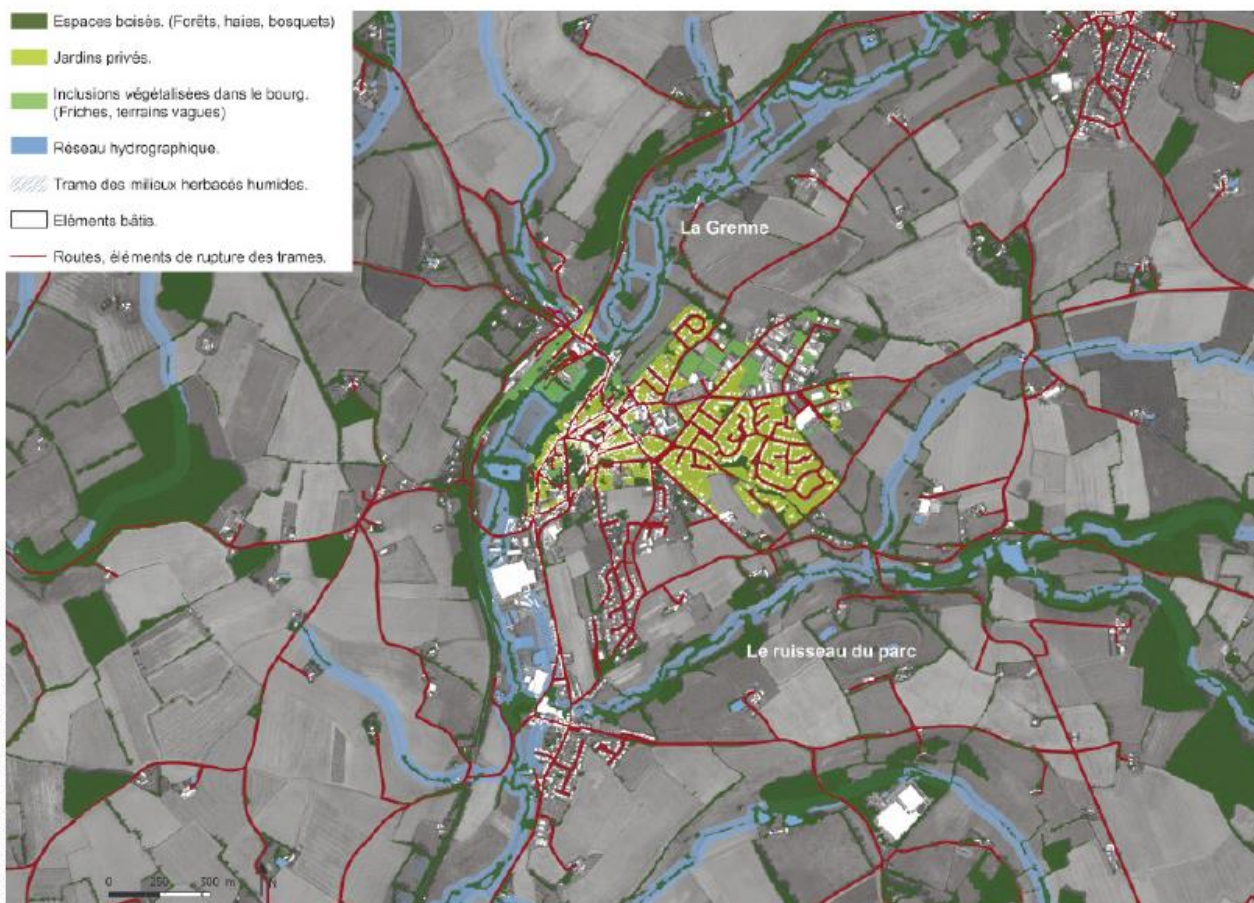 Espaces boisés. (Forêts, haies, bosquets)
Jardins privés.
Inclusions végétalisées dans le bourg.
(Friches, terrains vagues)
Réseau hydrographique.
Trame des milieux herbacés humides.
Eléments bâtis.
Routes, éléments de rupture des trames.
La Grenne
Le ruisseau du parc
0 250 500 m
N